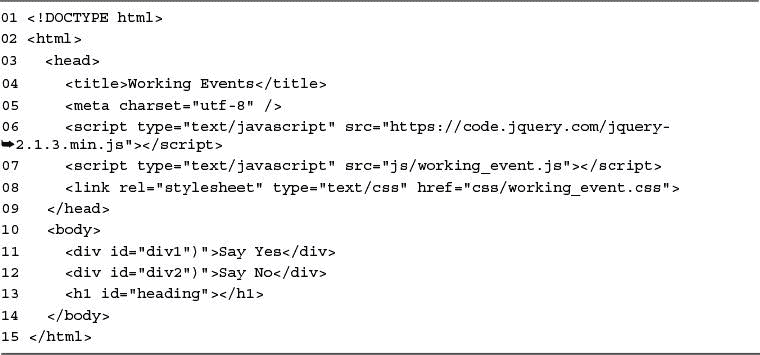 01 <!DOCTYPE html>
02 <html>
03   <head>
04     <title>Working Events</title>
05     <meta charset="utf-8" />
06     <script type="text/javascript" src="https://code.jquery.com/jquery-
➥2.1.3.min.js"></script>
07     <script type="text/javascript" src="js/working_event.js"></script>
08     <link rel="stylesheet" type="text/css" href="css/working_event.css">
09   </head>
10   <body>
11     <div id="div1")">Say Yes</div>
12     <div id="div2")">Say No</div>
13     <h1 id="heading"></h1>
14   </body>
15 </html>